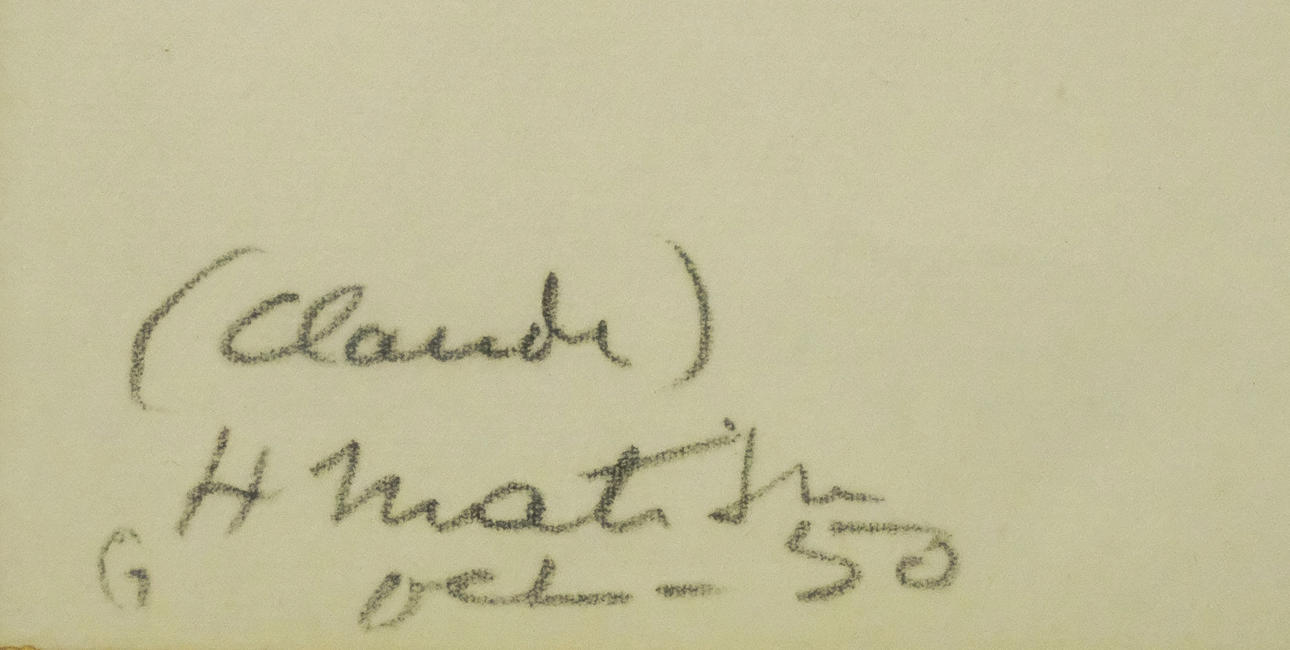 (Claude)
H Matisse
G oct - 50